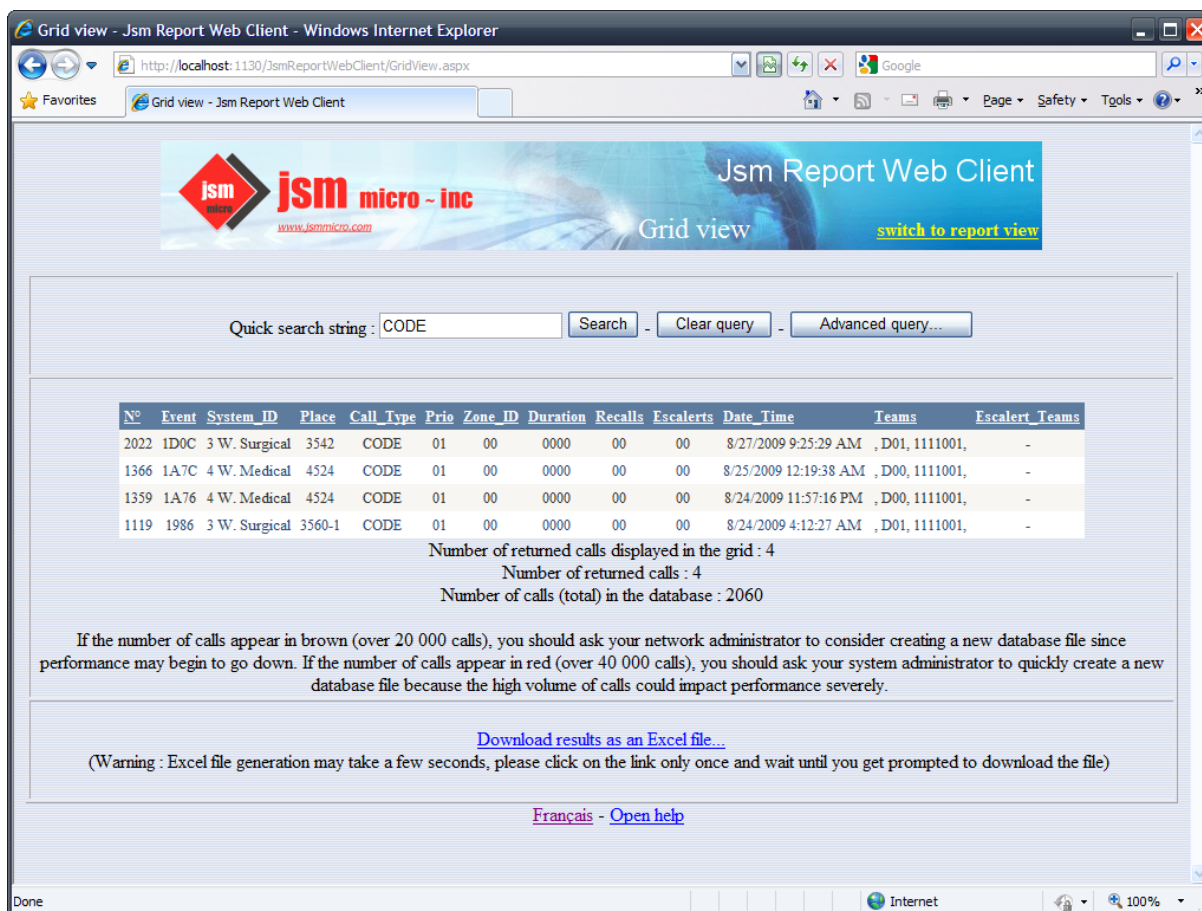 Grid view - Jsm Report Web Client - Windows Internet Explorer
http://localhost:1130/JsmReportWebClient/GridView.aspx
Google
Favorites
Grid view - Jsm Report Web Client
Page Safety Tools
jsm
micro
jsm micro ~ inc
www.jsmmicro.com
Jsm Report Web Client
Grid view
switch to report view
Quick search string : CODE Search - Clear query - Advanced query...
N° Event System_ID Place Call_Type Prio Zone_ID Duration Recalls Escalerts Date_Time Teams Escalert_Teams
2022 1D0C 3 W. Surgical 3542 CODE 01 00 0000 00 00 8/27/2009 9:25:29 AM , D01, 1111001, -
1366 1A7C 4 W. Medical 4524 CODE 01 00 0000 00 00 8/25/2009 12:19:38 AM , D00, 1111001, -
1359 1A76 4 W. Medical 4524 CODE 01 00 0000 00 00 8/24/2009 11:57:16 PM , D00, 1111001, -
1119 1986 3 W. Surgical 3560-1 CODE 01 00 0000 00 00 8/24/2009 4:12:27 AM , D01, 1111001, -
Number of returned calls displayed in the grid : 4
Number of returned calls : 4
Number of calls (total) in the database : 2060
If the number of calls appear in brown (over 20 000 calls), you should ask your network administrator to consider creating a new database file since
performance may begin to go down. If the number of calls appear in red (over 40 000 calls), you should ask your system administrator to quickly create a new
database file because the high volume of calls could impact performance severely.
Download results as an Excel file...
(Warning : Excel file generation may take a few seconds, please click on the link only once and wait until you get prompted to download the file)
Français - Open help
Done
Internet
100%